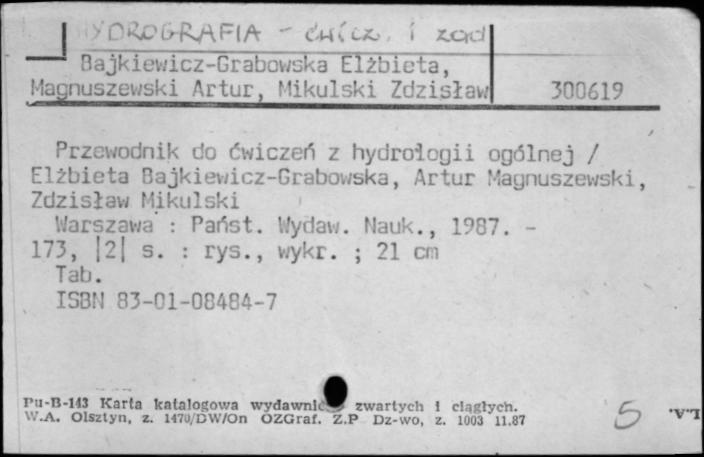 HYDROGRAFIA - ćwicz. i zad
Bajkiewicz-Grabowska Elżbieta,
Magnuszewski Artur, Mikulski Zdzisław 300619
Przewodnik do ćwiczeń z hydrologii ogólnej /
Elżbieta Bajkiewicz-Grabowska, Artur Magnuszewski,
Zdzisław Mikulski
Warszawa : Państ. Wydaw. Nauk., 1987. -
173, |2| s. : rys., wykr. ; 21 cm
Tab.
ISBN 83-01-08484-7
Pu-B-143 Karta katalogowa wydawnic zwartych i ciągłych.
W.A. Olsztyn, z. 1470/DW/On OZGraf. Z.P Dz-wo, z. 1003 11.87
5